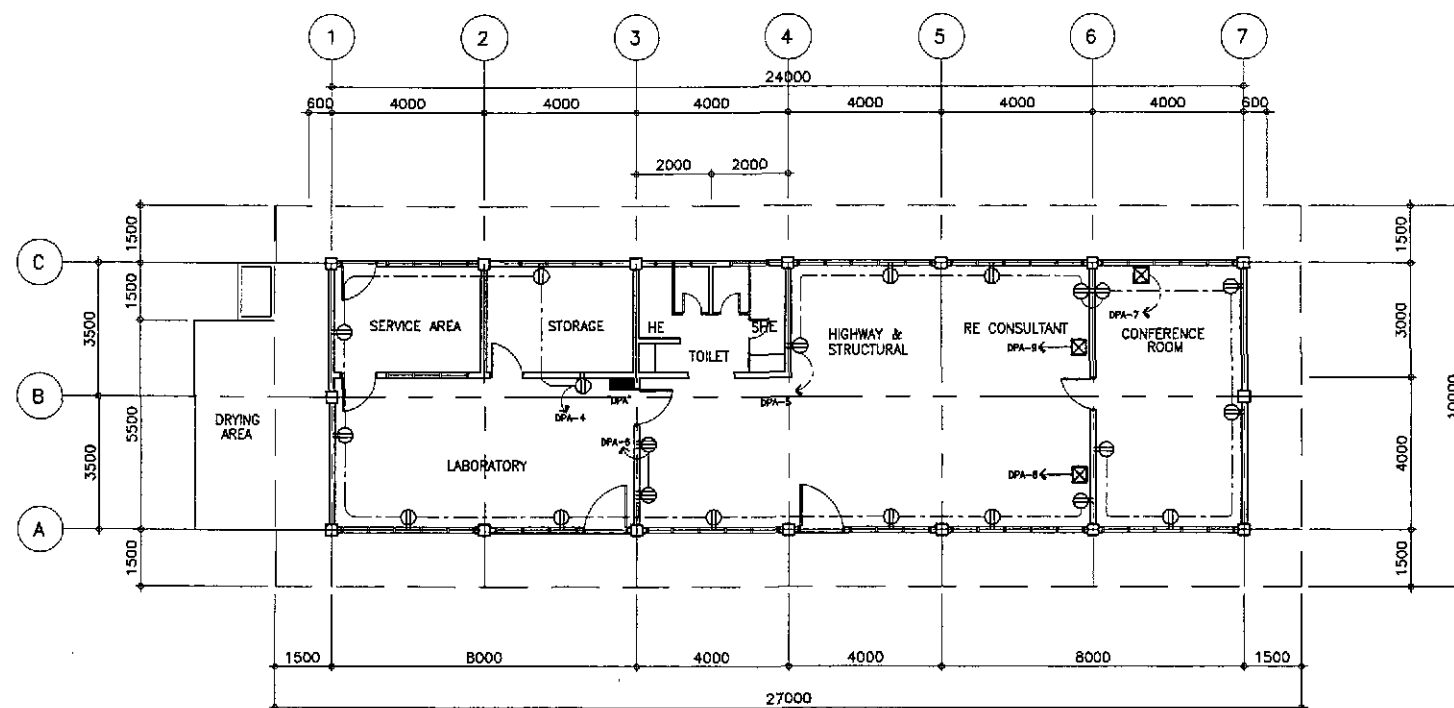 1 2 3 4 5 6 7
24000
600 4000 4000 4000 4000 4000 4000 600
2000 2000
C
B
A
1500
1500
5500
1500
3500
3500
1500
3000
4000
1500
10000
SERVICE AREA
STORAGE
HE
SHE
TOILET
HIGHWAY &
STRUCTURAL
RE CONSULTANT
CONFERENCE
ROOM
DPA-7
DPA-9
"DPA"
DPA-4
DPA-5
DPA-6
DPA-8
DRYING
AREA
LABORATORY
1500 8000 4000 4000 8000 1500
27000